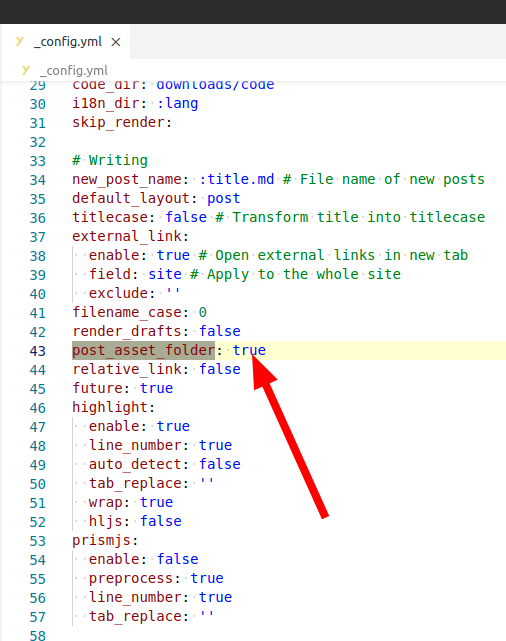 _config.yml
_config.yml
29 code_dir: downloads/code
30 i18n_dir: :lang
31 skip_render:
32
33 # Writing
34 new_post_name: :title.md # File name of new posts
35 default_layout: post
36 titlecase: false # Transform title into titlecase
37 external_link:
38   enable: true # Open external links in new tab
39   field: site # Apply to the whole site
40   exclude: ''
41 filename_case: 0
42 render_drafts: false
43 post_asset_folder: true
44 relative_link: false
45 future: true
46 highlight:
47   enable: true
48   line_number: true
49   auto_detect: false
50   tab_replace: ''
51   wrap: true
52   hljs: false
53 prismjs:
54   enable: false
55   preprocess: true
56   line_number: true
57   tab_replace: ''
58